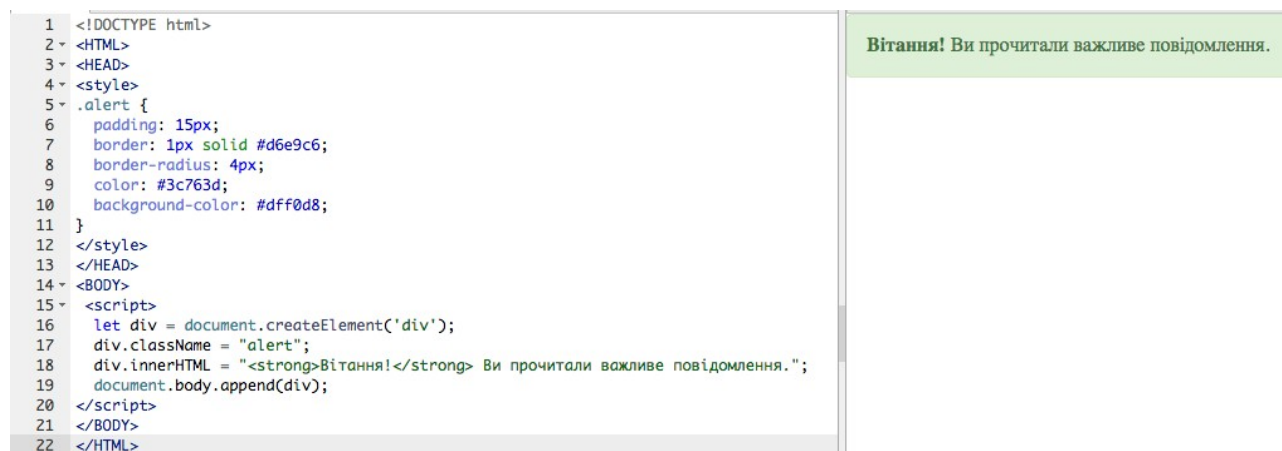 1 <!DOCTYPE html>
2 <HTML>
3 <HEAD>
4 <style>
5 .alert {
6 padding: 15px;
7 border: 1px solid #d6e9c6;
8 border-radius: 4px;
9 color: #3c763d;
10 background-color: #dff0d8;
11 }
12 </style>
13 </HEAD>
14 <BODY>
15 <script>
16 let div = document.createElement('div');
17 div.className = "alert";
18 div.innerHTML = "<strong>Вітання!</strong> Ви прочитали важливе повідомлення.";
19 document.body.append(div);
20 </script>
21 </BODY>
22 </HTML>
Вітання! Ви прочитали важливе повідомлення.